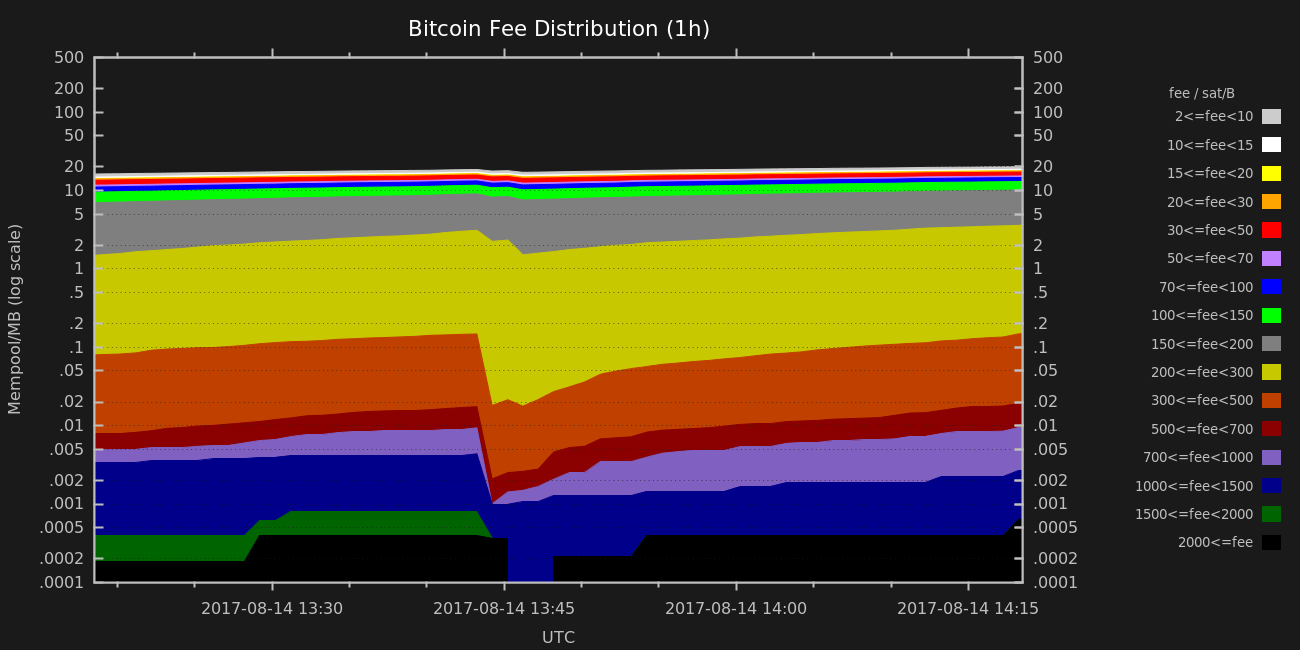 Bitcoin Fee Distribution (1h)
500
200
100
50
20
10
5
2
1
.5
.2
.1
.05
.02
.01
.005
.002
.001
.0005
.0002
.0001
Mempool/MB (log scale)
500
200
100
50
20
10
5
2
1
.5
.2
.1
.05
.02
.01
.005
.002
.001
.0005
.0002
.0001
2017-08-14 13:30
2017-08-14 13:45
2017-08-14 14:00
2017-08-14 14:15
UTC
fee / sat/B
2<=fee<10
10<=fee<15
15<=fee<20
20<=fee<30
30<=fee<50
50<=fee<70
70<=fee<100
100<=fee<150
150<=fee<200
200<=fee<300
300<=fee<500
500<=fee<700
700<=fee<1000
1000<=fee<1500
1500<=fee<2000
2000<=fee